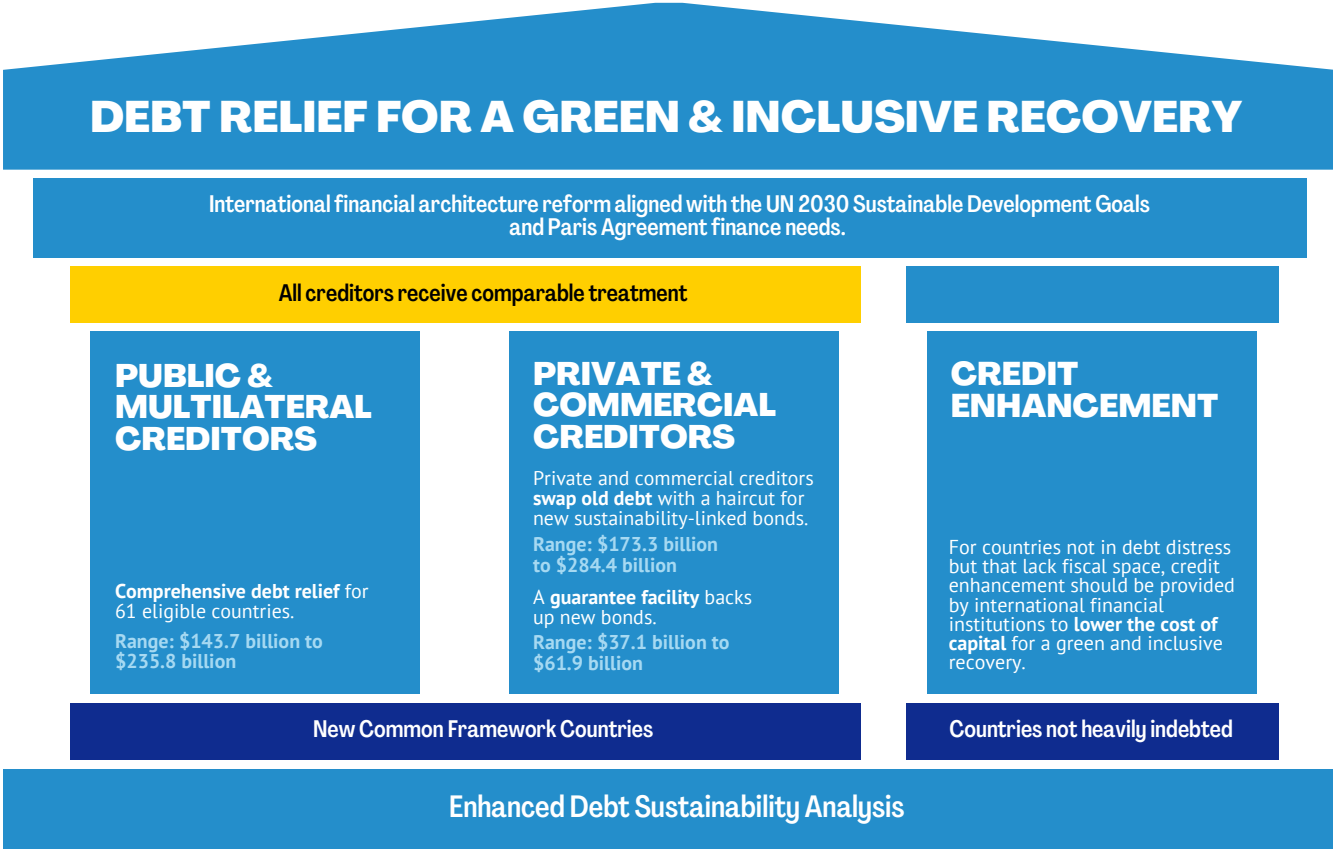 DEBT RELIEF FOR A GREEN & INCLUSIVE RECOVERY
International financial architecture reform aligned with the UN 2030 Sustainable Development Goals
and Paris Agreement finance needs.
All creditors receive comparable treatment
PUBLIC &
MULTILATERAL
CREDITORS
Comprehensive debt relief for
61 eligible countries.
Range: $143.7 billion to
$235.8 billion
PRIVATE &
COMMERCIAL
CREDITORS
Private and commercial creditors
swap old debt with a haircut for
new sustainability-linked bonds.
Range: $173.3 billion
to $284.4 billion
A guarantee facility backs
up new bonds.
Range: $37.1 billion to
$61.9 billion
CREDIT
ENHANCEMENT
For countries not in debt distress
but that lack fiscal space, credit
enhancement should be provided
by international financial
institutions to lower the cost of
capital for a green and inclusive
recovery.
New Common Framework Countries
Countries not heavily indebted
Enhanced Debt Sustainability Analysis